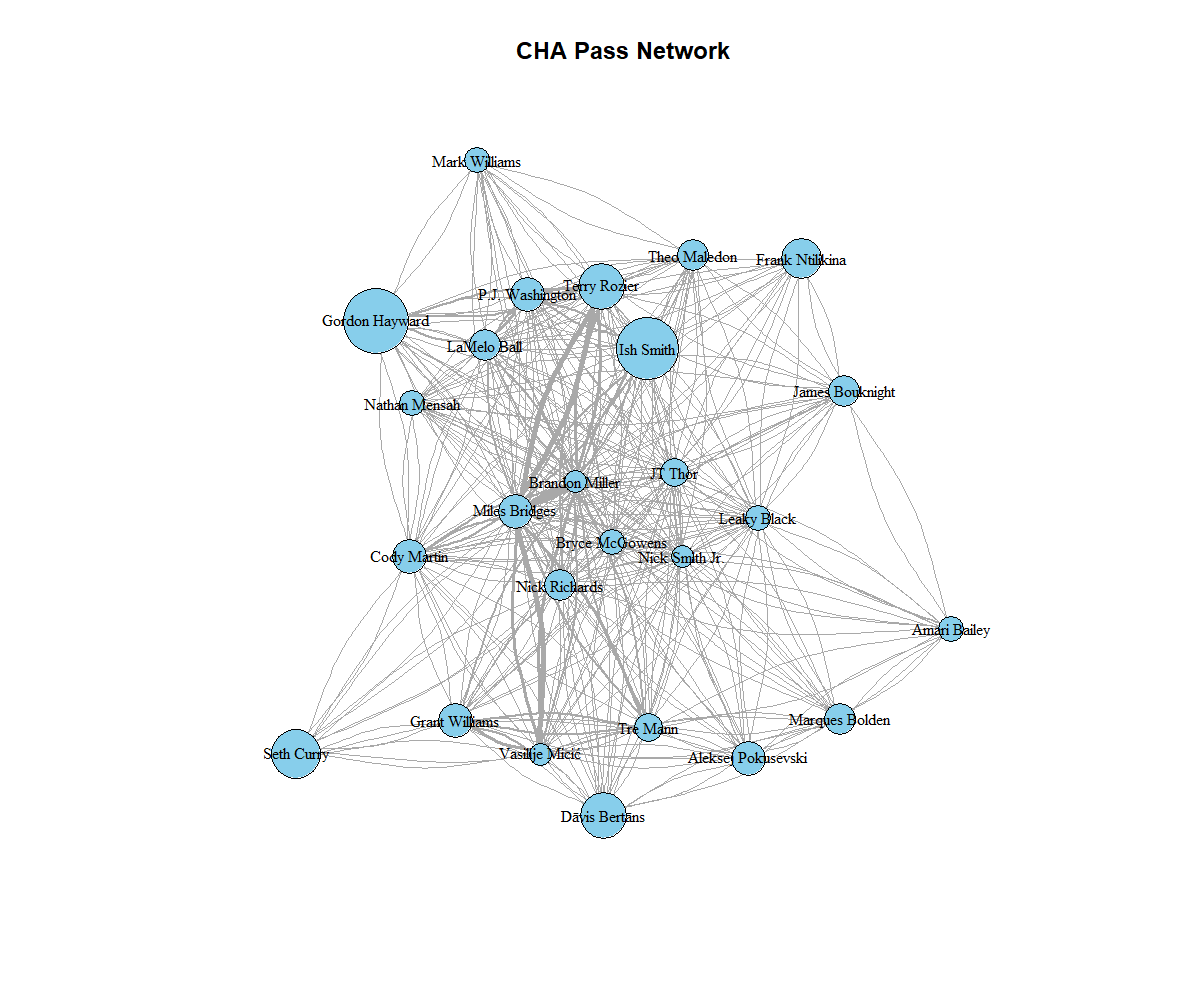 CHA Pass Network
Mark Williams
Theo Maledon
Frank Ntilikina
Terry Rozier
P.J. Washington
Gordon Hayward
LaMelo Ball
Ish Smith
James Bouknight
Nathan Mensah
JT Thor
Brandon Miller
Miles Bridges
Leaky Black
Bryce McGowens
Cody Martin
Nick Smith Jr.
Nick Richards
Amari Bailey
Marques Bolden
Grant Williams
Tre Mann
Seth Curry
Vasilije Micić
Aleksej Pokusevski
Dāvis Bertāns